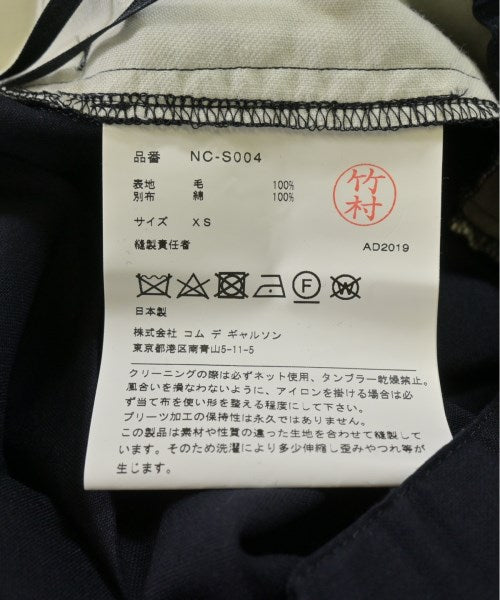 品番 NC-S004
表地 毛 100%
別布 綿 100%
サイズ XS
縫製責任者
竹村
AD2019
F
W
日本製
株式会社 コム デ ギャルソン
東京都港区南青山5-11-5
クリーニングの際は必ずネット使用、タンブラー乾燥禁止。
風合いを損なわないように、アイロンを掛ける場合は必
ず当て布を使い形を整える程度にして下さい。
プリーツ加工の保持性は永久ではありません。
この製品は素材や性質の違った生地を合わせて縫製して
います。そのため洗濯により多少伸縮し歪みやつれ等が
生じます。